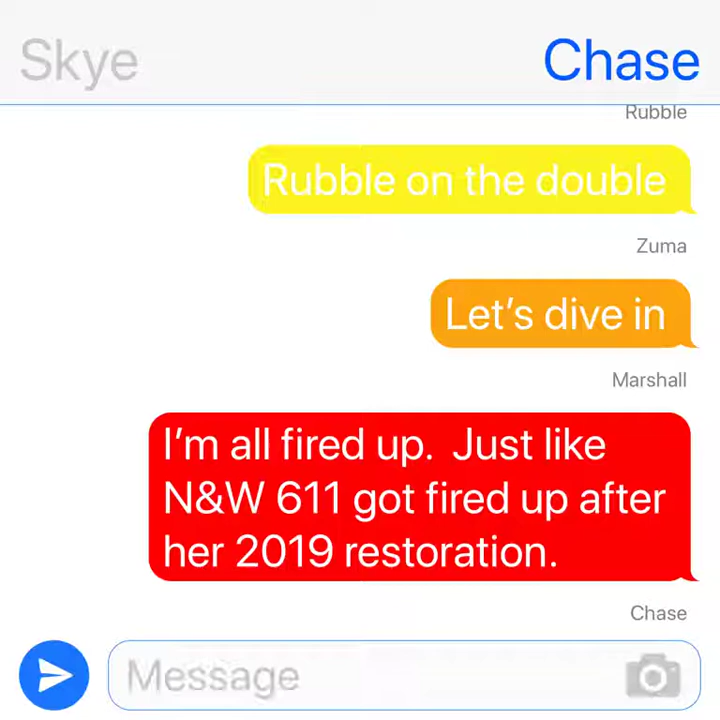 Skye
Chase
Rubble
Rubble on the double
Zuma
Let's dive in
Marshall
I'm all fired up.  Just like
N&W 611 got fired up after
her 2019 restoration.
Chase
Message